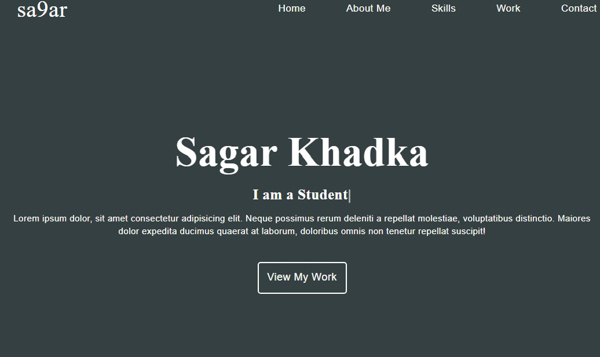 sa9ar
Home About Me Skills Work Contact
Sagar Khadka
I am a Student|
Lorem ipsum dolor, sit amet consectetur adipisicing elit. Neque possimus rerum deleniti a repellat molestiae, voluptatibus distinctio. Maiores
dolor expedita ducimus quaerat at laborum, doloribus omnis non tenetur repellat suscipit!
View My Work